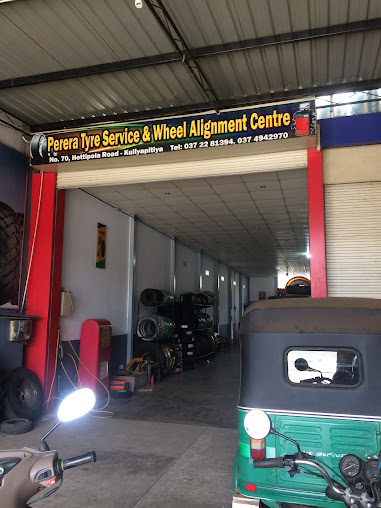 Perera Tyre Service & Wheel Alignment Centre
No. 70, Hettipola Road - Kuliyapitiya Tel: 037 22 81394, 037 4942970